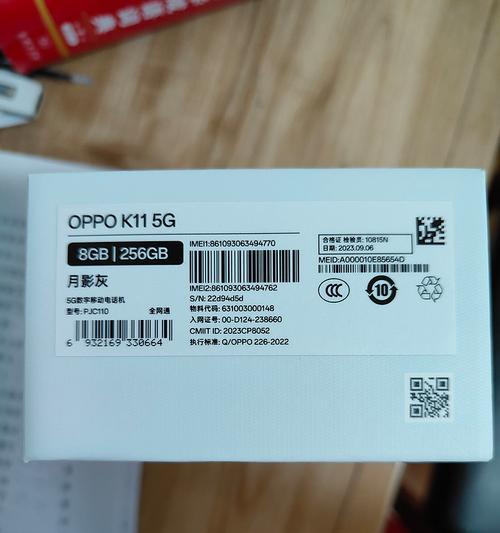 OPPO K11 5G
8GB | 256GB
月影灰
5G数字移动电话机
型号: PJC110 全网通
6 932169 330664
IMEI1:861093063494770
IMEI2:861093063494762
S/N: 22d94d5d
物料代码: 631003000148
入网证号: 00-D124-238660
CMIIT ID: 2023CP8052
执行标准: Q/OPPO 226-2022
合格证 检验员: 10815N
日期: 2023.09.06
MEID:A000010E85654D
CCC
10